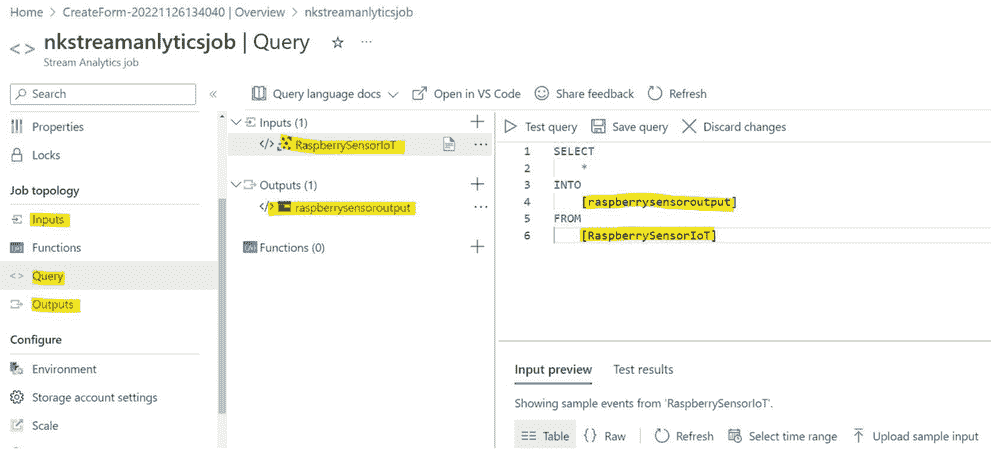 Home > CreateForm-20221126134040 | Overview > nkstreamanlyticsjob >
<> nkstreamanlyticsjob | Query ☆ ...
Stream Analytics job
Search «
Properties
Locks
Job topology
Inputs
Functions
<> Query
Outputs
Configure
Environment
Storage account settings
Scale
Query language docs Open in VS Code Share feedback Refresh
Inputs (1) +
</> RaspberrySensorIoT ...
Outputs (1) +
</> raspberrysensoroutput ...
Functions (0) +
Test query Save query Discard changes
1 SELECT
2 *
3 INTO
4 [raspberrysensoroutput]
5 FROM
6 [RaspberrySensorIoT]
Input preview Test results
Showing sample events from 'RaspberrySensorIoT'.
Table {} Raw Refresh Select time range Upload sample input